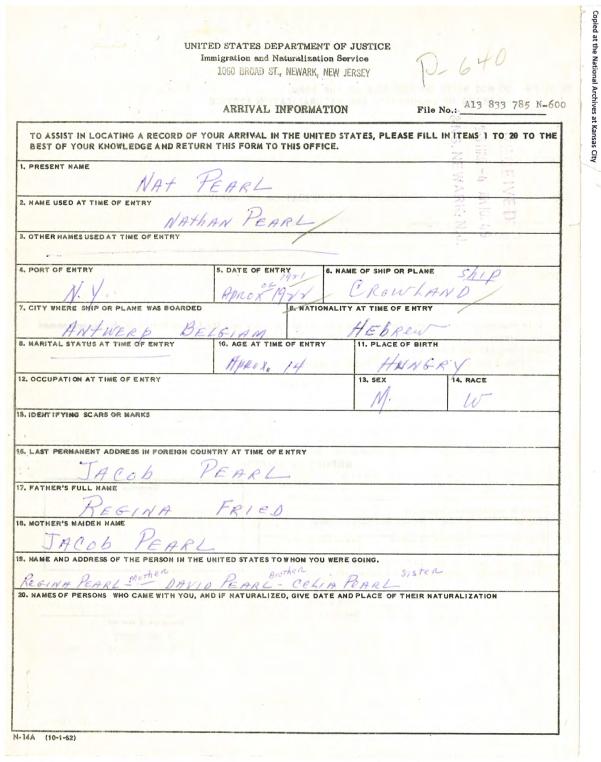 UNITED STATES DEPARTMENT OF JUSTICE
Immigration and Naturalization Service
1060 BROAD ST., NEWARK, NEW JERSEY
P-640
ARRIVAL INFORMATION
File No.: A13 833 785 N-600
TO ASSIST IN LOCATING A RECORD OF YOUR ARRIVAL IN THE UNITED STATES, PLEASE FILL IN ITEMS 1 TO 20 TO THE
BEST OF YOUR KNOWLEDGE AND RETURN THIS FORM TO THIS OFFICE.
1. PRESENT NAME
NAT PEARL
2. NAME USED AT TIME OF ENTRY
NATHAN PEARL
3. OTHER NAMES USED AT TIME OF ENTRY
4. PORT OF ENTRY
N.Y.
5. DATE OF ENTRY
1921
or
APROX 1922
6. NAME OF SHIP OR PLANE
SHIP
CROWLAND
7. CITY WHERE SHIP OR PLANE WAS BOARDED
ANTWERP BELGIAM
8. NATIONALITY AT TIME OF ENTRY
HEBREW
9. MARITAL STATUS AT TIME OF ENTRY
10. AGE AT TIME OF ENTRY
APROX. 14
11. PLACE OF BIRTH
HNNGRY
12. OCCUPATION AT TIME OF ENTRY
13. SEX
M.
14. RACE
W
15. IDENTIFYING SCARS OR MARKS
16. LAST PERMANENT ADDRESS IN FOREIGN COUNTRY AT TIME OF ENTRY
JACOB PEARL
17. FATHER'S FULL NAME
REGINA FRIED
18. MOTHER'S MAIDEN NAME
JACOB PEARL
19. NAME AND ADDRESS OF THE PERSON IN THE UNITED STATES TO WHOM YOU WERE GOING.
REGINA PEARL - Mother - DAVID PEARL - Brother - CELIA PEARL Sister
20. NAMES OF PERSONS WHO CAME WITH YOU, AND IF NATURALIZED, GIVE DATE AND PLACE OF THEIR NATURALIZATION
N-14A (10-1-62)
Copied at the National Archives at Kansas City